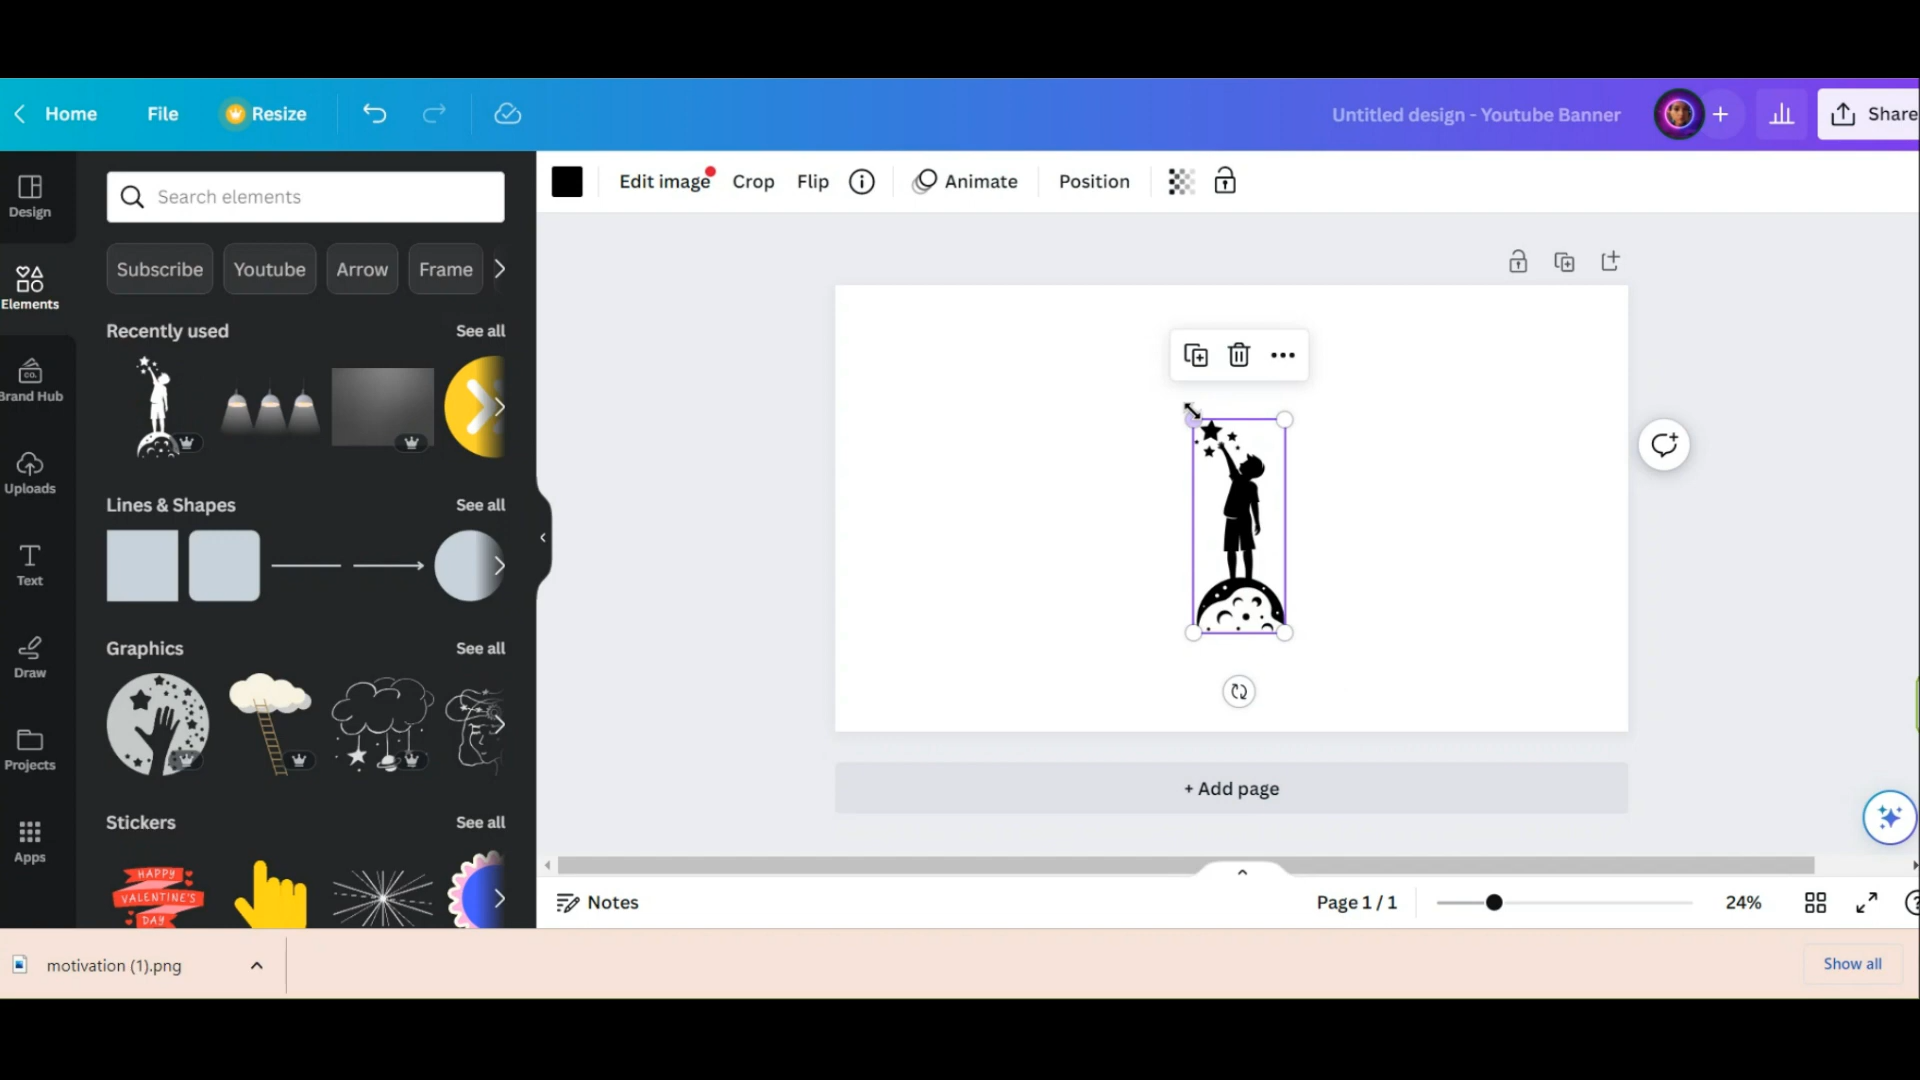 Home
File
Resize
Untitled design - Youtube Banner
Share
Design
Elements
Brand Hub
Uploads
Text
Draw
Projects
Apps
Search elements
Subscribe
Youtube
Arrow
Frame
Recently used
See all
Lines & Shapes
See all
Graphics
See all
Stickers
See all
HAPPY
VALENTINE'S
DAY
CO.
Edit image
Crop
Flip
Animate
Position
+ Add page
Notes
Page 1 / 1
24%
motivation (1).png
Show all